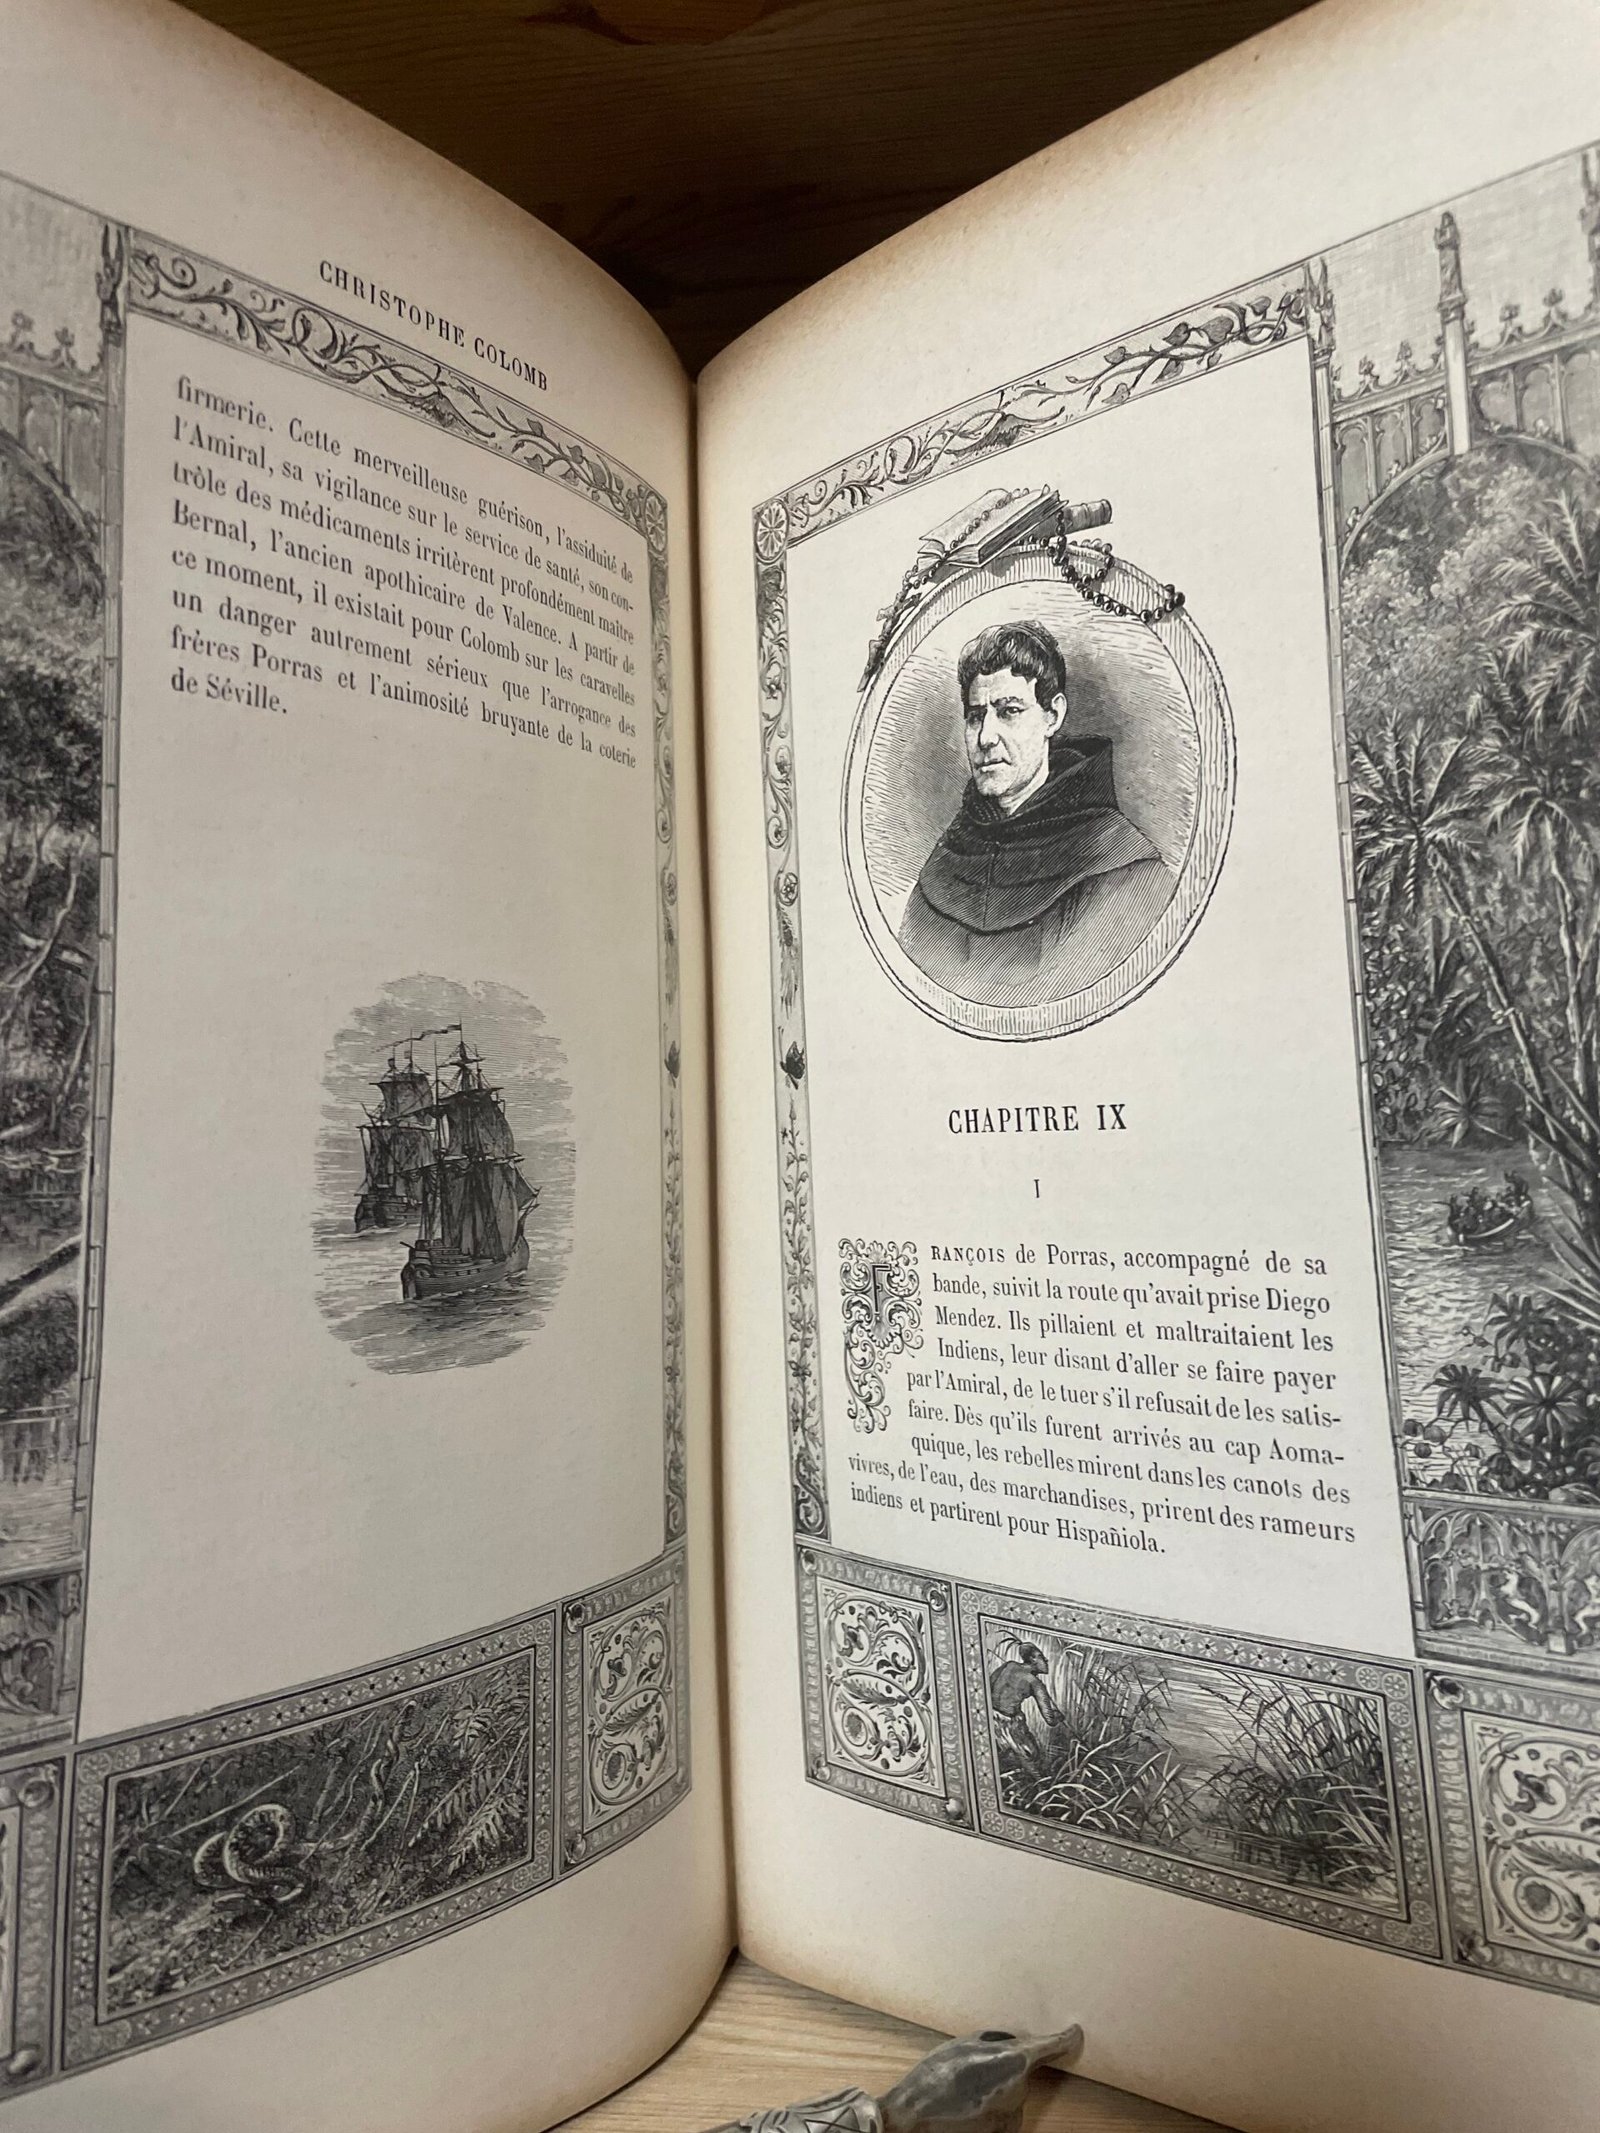 CHRISTOPHE COLOMB
firmerie. Cette merveilleuse guérison, l'assiduité de
l'Amiral, sa vigilance sur le service de santé, son con-
trôle des médicaments irritèrent profondément maître
Bernal, l'ancien apothicaire de Valence. A partir de
ce moment, il existait pour Colomb sur les caravelles
un danger autrement sérieux que l'arrogance des
frères Porras et l'animosité bruyante de la coterie
de Séville.
CHAPITRE IX
I
FRANÇOIS de Porras, accompagné de sa
bande, suivit la route qu'avait prise Diego
Mendez. Ils pillaient et maltraitaient les
Indiens, leur disant d'aller se faire payer
par l'Amiral, de le tuer s'il refusait de les satis-
faire. Dès qu'ils furent arrivés au cap Aoma-
quique, les rebelles mirent dans les canots des
vivres, de l'eau, des marchandises, prirent des rameurs
indiens et partirent pour Hispañiola.